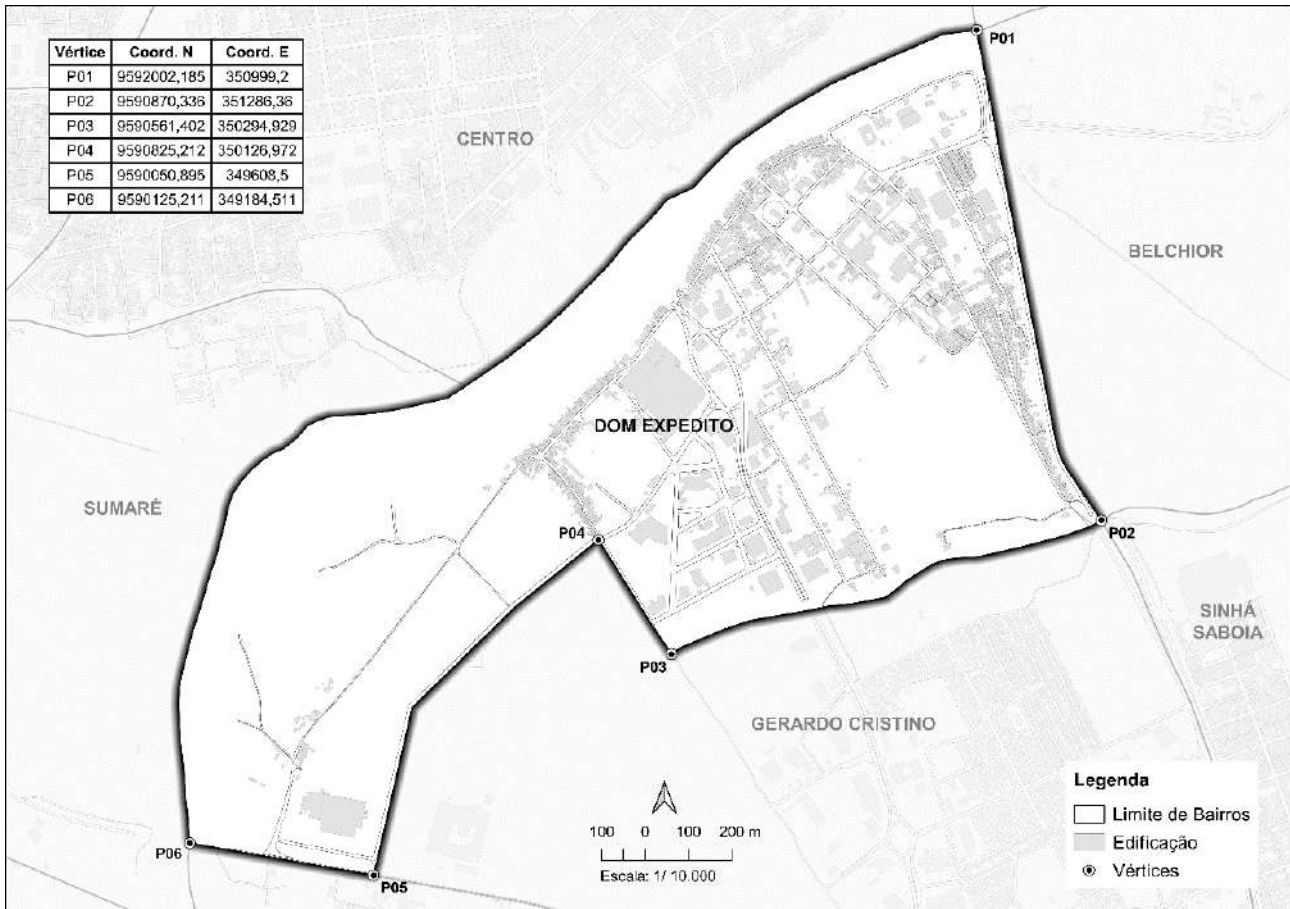 Vértice Coord. N Coord. E
P01 9592002,185 350999,2
P02 9590870,336 351286,36
P03 9590561,402 350294,929
P04 9590825,212 350126,972
P05 9590050,895 349608,5
P06 9590125,211 349184,511
P01
CENTRO
BELCHIOR
DOM EXPEDITO
SUMARÉ
P04
P02
SINHÁ
SABOIA
P03
GERARDO CRISTINO
Legenda
Limite de Bairros
Edificação
Vértices
100 0 100 200 m
Escala: 1/ 10.000
P06
P05